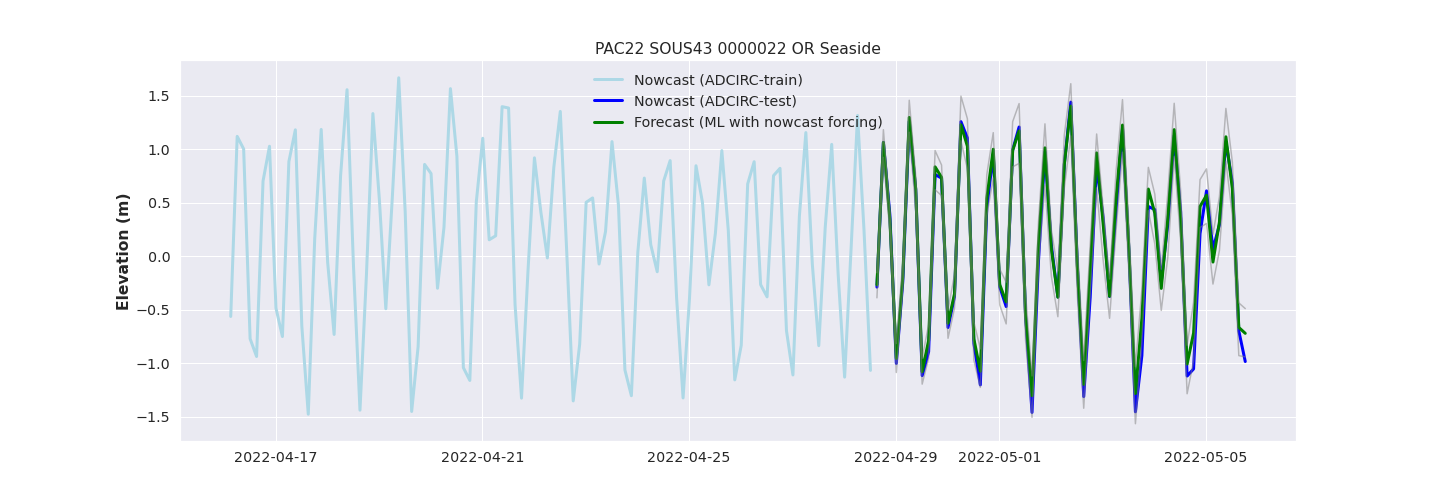 PAC22 SOUS43 0000022 OR Seaside
Nowcast (ADCIRC-train)
Nowcast (ADCIRC-test)
Forecast (ML with nowcast forcing)
Elevation (m)
1.5
1.0
0.5
0.0
−0.5
−1.0
−1.5
2022-04-17 2022-04-21 2022-04-25 2022-04-29 2022-05-01 2022-05-05